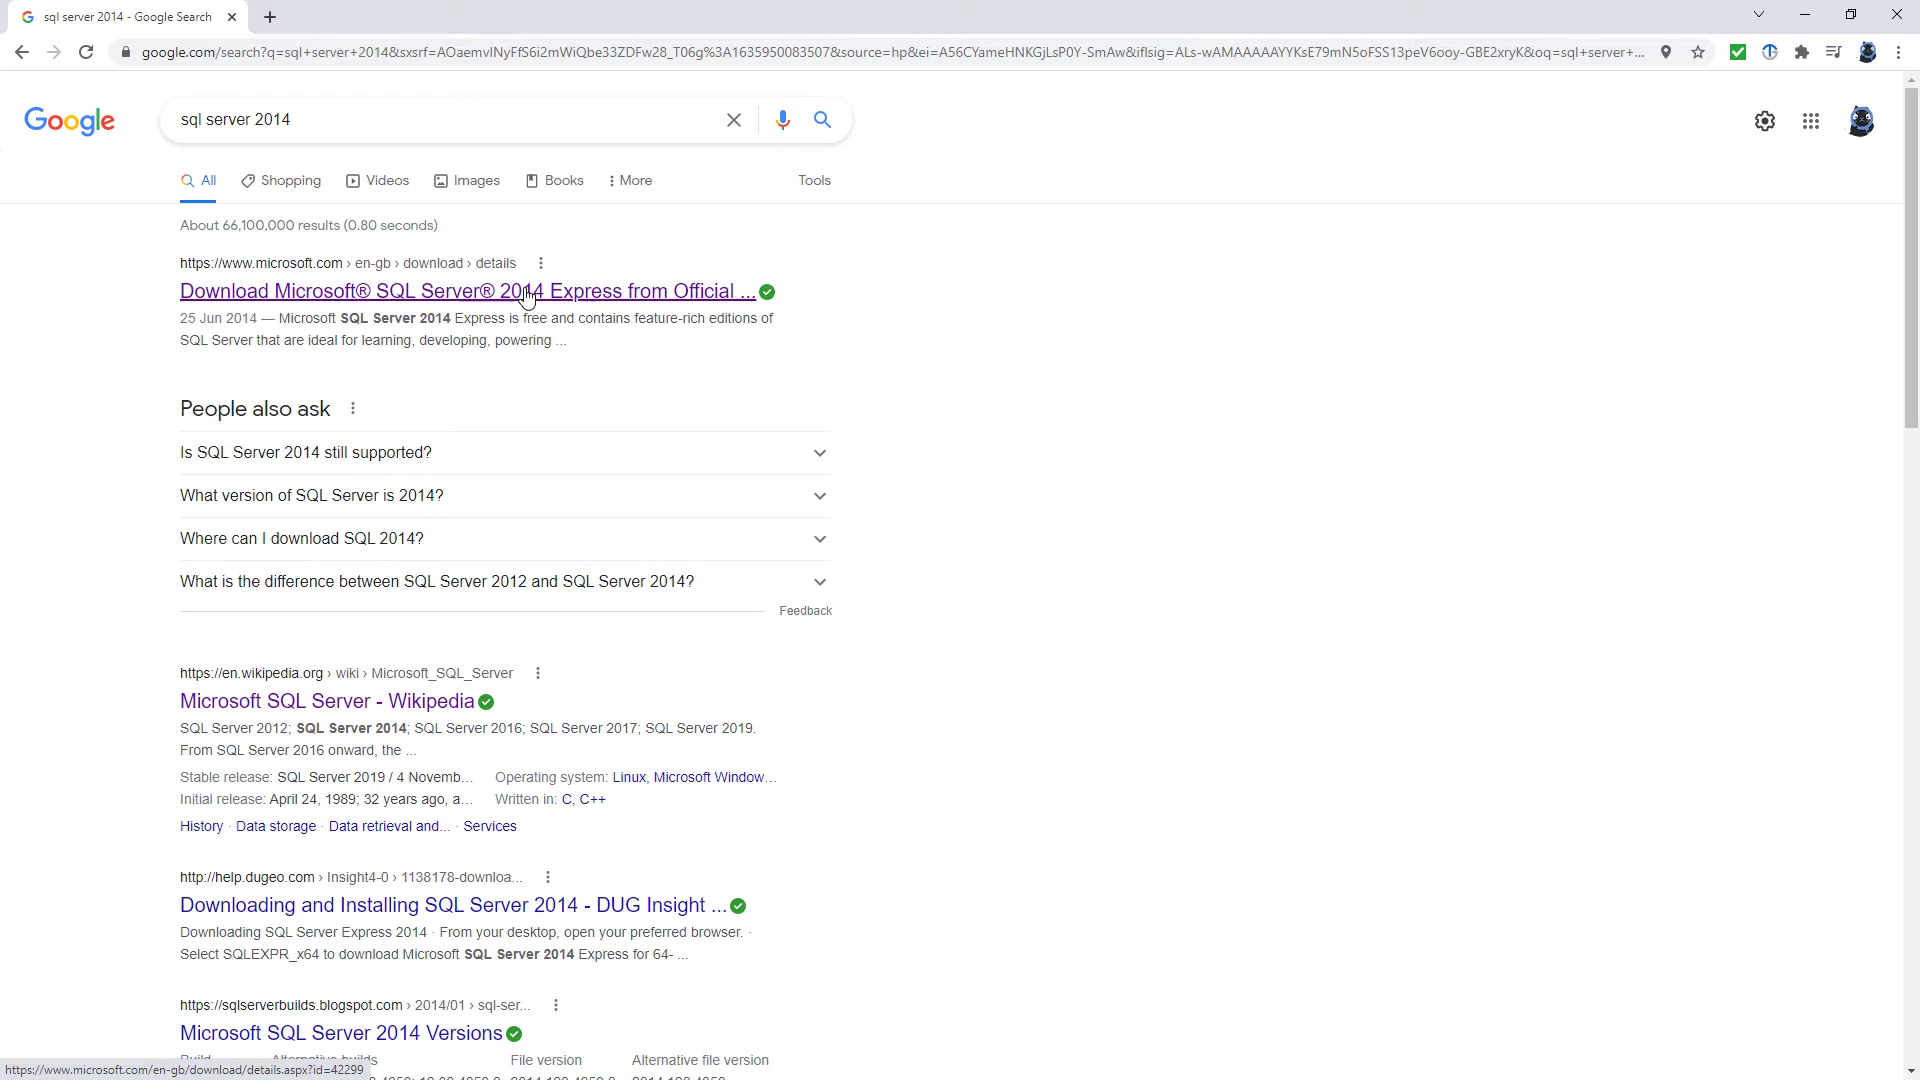 sql server 2014 - Google Search
google.com/search?q=sql+server+2014&sxsrf=AOaemvINyFfS6i2mWiQbe33ZDFw28_T06g%3A1635950083507&source=hp&ei=A56CYameHNKGjLsP0Y-SmAw&iflsig=ALs-wAMAAAAAYYKsE79mN5oFSS13peV6ooy-GBE2xryK&oq=sql+server+...
Google
sql server 2014
All
Shopping
Videos
Images
Books
More
Tools
About 66,100,000 results (0.80 seconds)
https://www.microsoft.com › en-gb › download › details
Download Microsoft® SQL Server® 2014 Express from Official ...
25 Jun 2014 — Microsoft SQL Server 2014 Express is free and contains feature-rich editions of
SQL Server that are ideal for learning, developing, powering ...
People also ask
Is SQL Server 2014 still supported?
What version of SQL Server is 2014?
Where can I download SQL 2014?
What is the difference between SQL Server 2012 and SQL Server 2014?
Feedback
https://en.wikipedia.org › wiki › Microsoft_SQL_Server
Microsoft SQL Server - Wikipedia
SQL Server 2012; SQL Server 2014; SQL Server 2016; SQL Server 2017; SQL Server 2019.
From SQL Server 2016 onward, the ...
Stable release: SQL Server 2019 / 4 Novemb... Operating system: Linux, Microsoft Window...
Initial release: April 24, 1989; 32 years ago, a... Written in: C, C++
History · Data storage · Data retrieval and... · Services
http://help.dugeo.com › Insight4-0 › 1138178-downloa...
Downloading and Installing SQL Server 2014 - DUG Insight ...
Downloading SQL Server Express 2014 · From your desktop, open your preferred browser. ·
Select SQLEXPR_x64 to download Microsoft SQL Server 2014 Express for 64- ...
https://sqlserverbuilds.blogspot.com › 2014/01 › sql-ser...
Microsoft SQL Server 2014 Versions
File version Alternative file version
https://www.microsoft.com/en-gb/download/details.aspx?id=42299